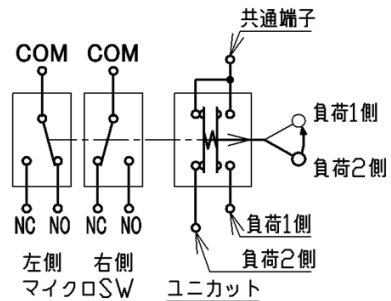 共通端子
COM COM
負荷1側
負荷2側
NC NO NC NO
負荷1側
左側 右側 負荷2側
マイクロSW ユニカット